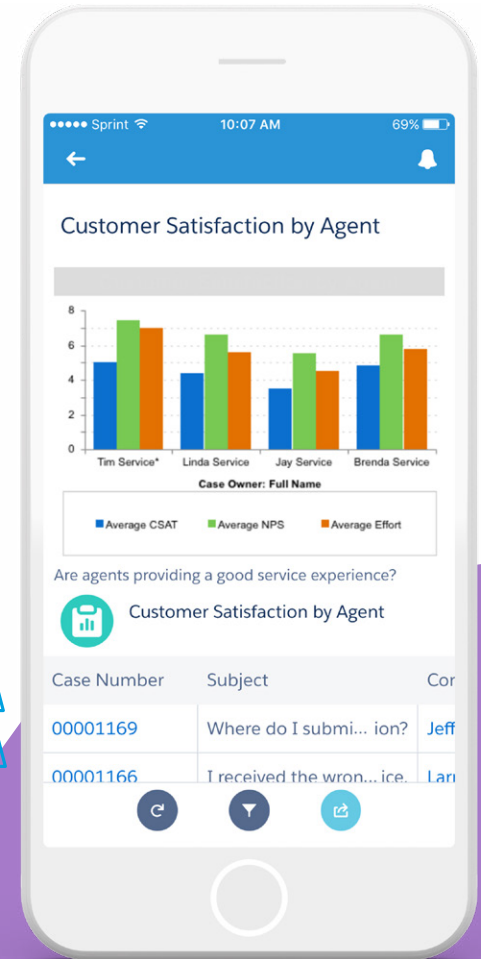 Sprint 10:07 AM 69%
Customer Satisfaction by Agent
8
6
4
2
0
Tim Service* Linda Service Jay Service Brenda Service
Case Owner: Full Name
Average CSAT Average NPS Average Effort
Are agents providing a good service experience?
Customer Satisfaction by Agent
Case Number Subject Cor
00001169 Where do I submi... ion? Jeff
00001166 I received the wron... ice. Larr